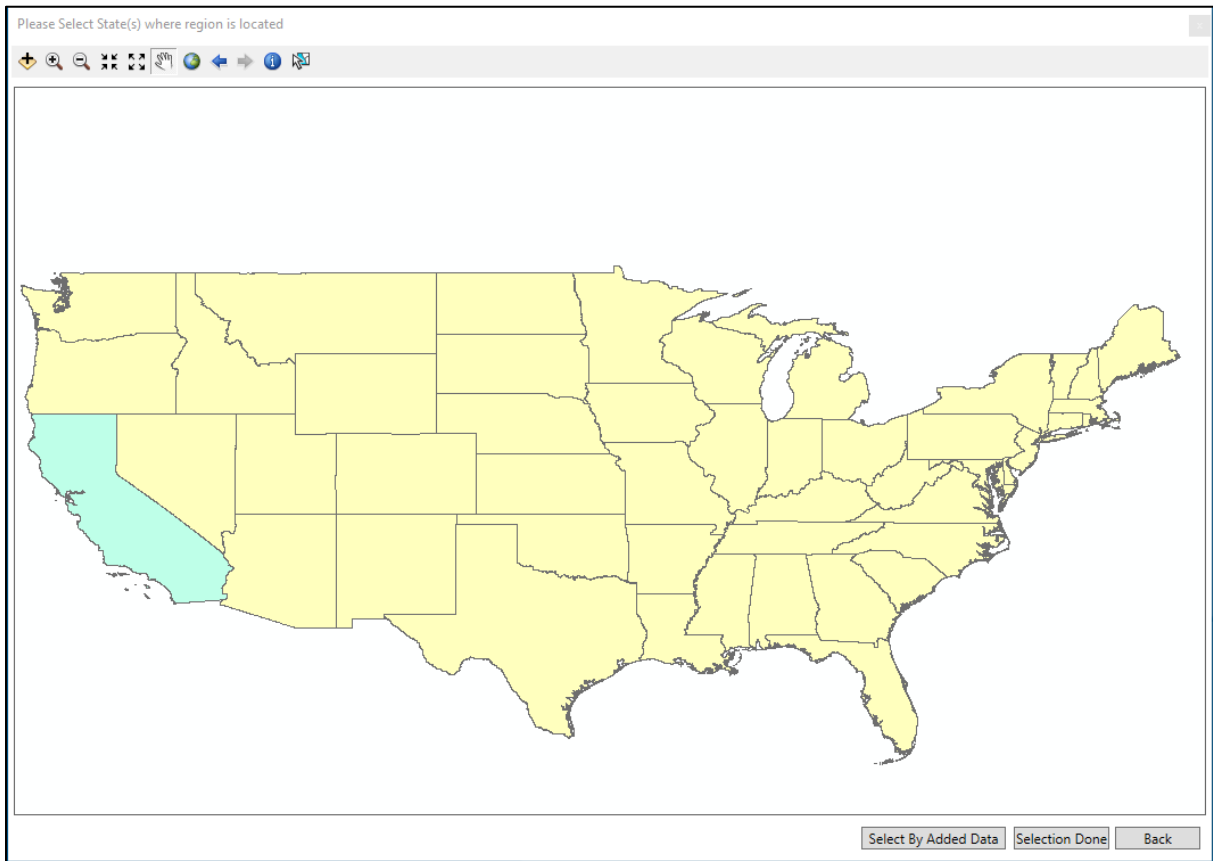 Please Select State(s) where region is located
Select By Added Data
Selection Done
Back